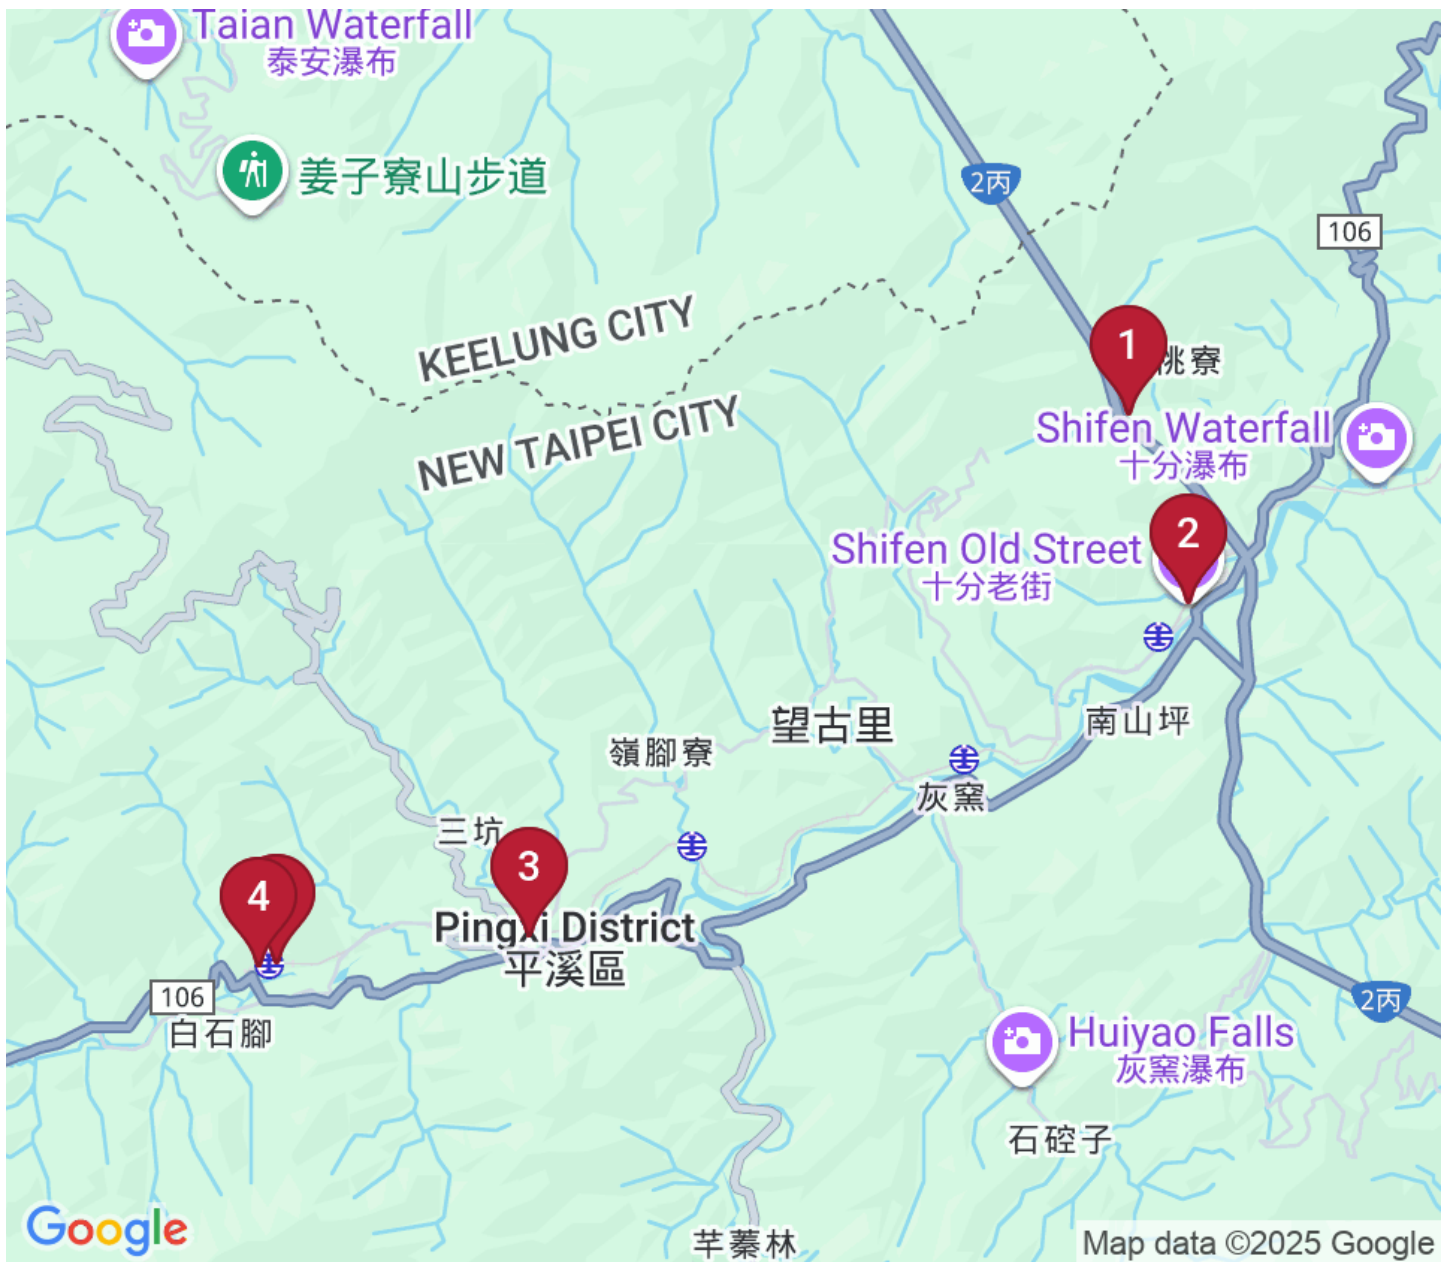 Taian Waterfall
泰安瀑布
姜子寮山步道
2丙
106
KEELUNG CITY
NEW TAIPEI CITY
1
桃寮
Shifen Waterfall
十分瀑布
2
Shifen Old Street
十分老街
南山坪
望古里
嶺腳寮
灰窯
三坑
3
4
Pingxi District
平溪區
106
白石腳
2丙
Huiyao Falls
灰窯瀑布
石硿子
芊蓁林
Google
Map data ©2025 Google